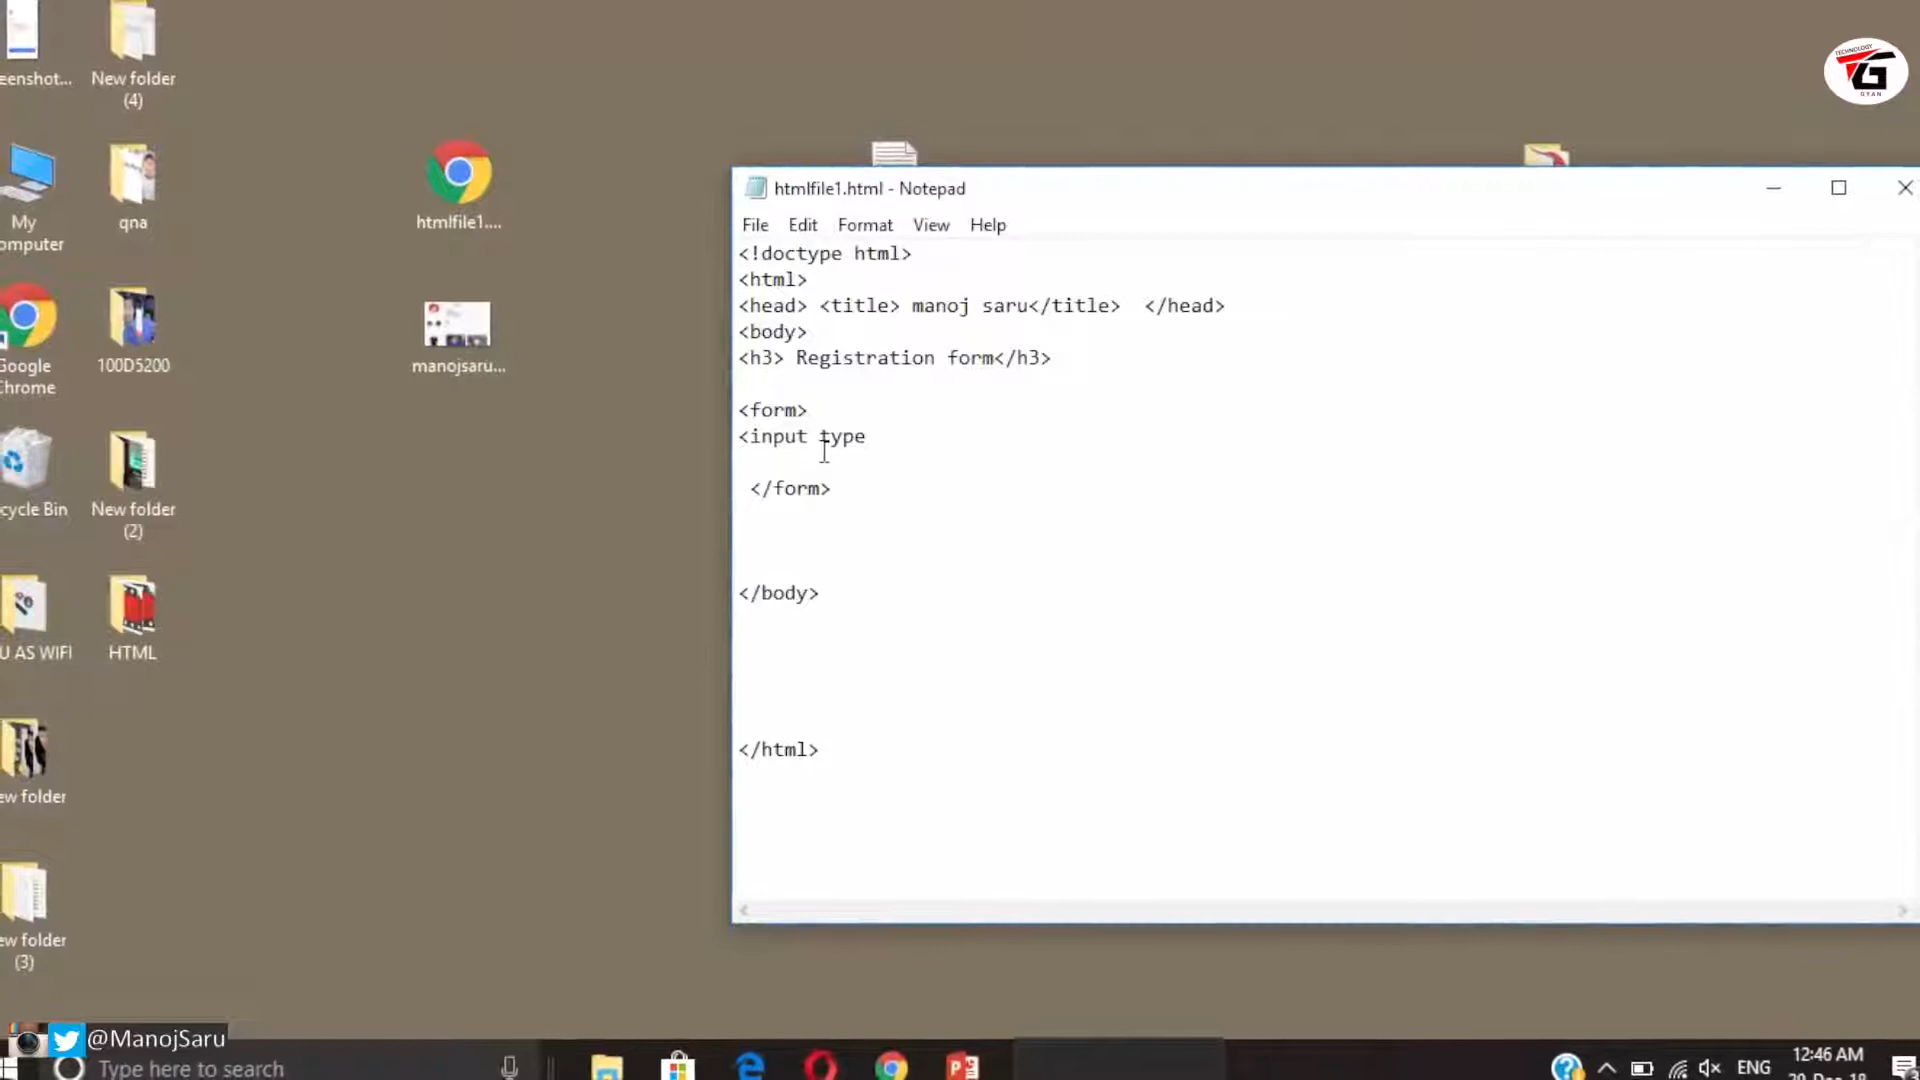 eenshot...
New folder
(4)
My
omputer
qna
htmlfile1....
Google
Chrome
100D5200
manojsaru...
cycle Bin
New folder
(2)
U AS WIFI
HTML
ew folder
ew folder
(3)
TECHNOLOGY
GYAN
htmlfile1.html - Notepad
File Edit Format View Help
<!doctype html>
<html>
<head> <title> manoj saru</title> </head>
<body>
<h3> Registration form</h3>
<form>
<input type
</form>
</body>
</html>
@ManojSaru
Type here to search
ENG
12:46 AM